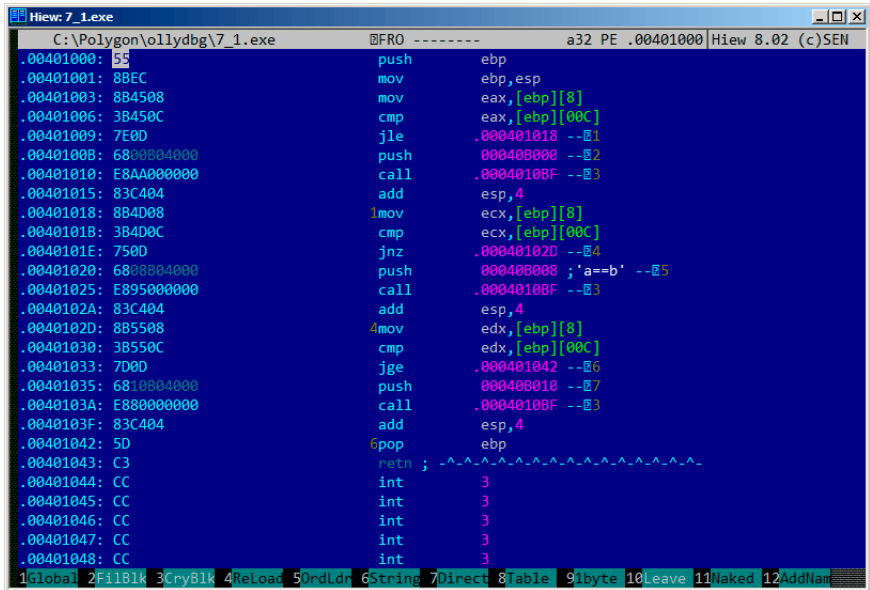 Hiew: 7_1.exe
C:\Polygon\ollydbg\7_1.exe FRO -------- a32 PE .00401000 Hiew 8.02 (c)SEN
.00401000: 55 push ebp
.00401001: 8BEC mov ebp,esp
.00401003: 8B4508 mov eax,[ebp][8]
.00401006: 3B450C cmp eax,[ebp][00C]
.00401009: 7E0D jle .000401018 --1
.0040100B: 6800B04000 push 00040B000 --2
.00401010: E8AA000000 call .0004010BF --3
.00401015: 83C404 add esp,4
.00401018: 8B4D08 1mov ecx,[ebp][8]
.0040101B: 3B4D0C cmp ecx,[ebp][00C]
.0040101E: 750D jnz .00040102D --4
.00401020: 6808B04000 push 00040B008 ;'a==b' --5
.00401025: E895000000 call .0004010BF --3
.0040102A: 83C404 add esp,4
.0040102D: 8B5508 4mov edx,[ebp][8]
.00401030: 3B550C cmp edx,[ebp][00C]
.00401033: 7D0D jge .000401042 --6
.00401035: 6810B04000 push 00040B010 --7
.0040103A: E880000000 call .0004010BF --3
.0040103F: 83C404 add esp,4
.00401042: 5D 6pop ebp
.00401043: C3 retn ; -^-^-^-^-^-^-^-^-^-^-^-^-^-^-^-
.00401044: CC int 3
.00401045: CC int 3
.00401046: CC int 3
.00401047: CC int 3
.00401048: CC int 3
1Global 2FilBlk 3CryBlk 4ReLoad 5OrdLdr 6String 7Direct 8Table 91byte 10Leave 11Naked 12AddNam